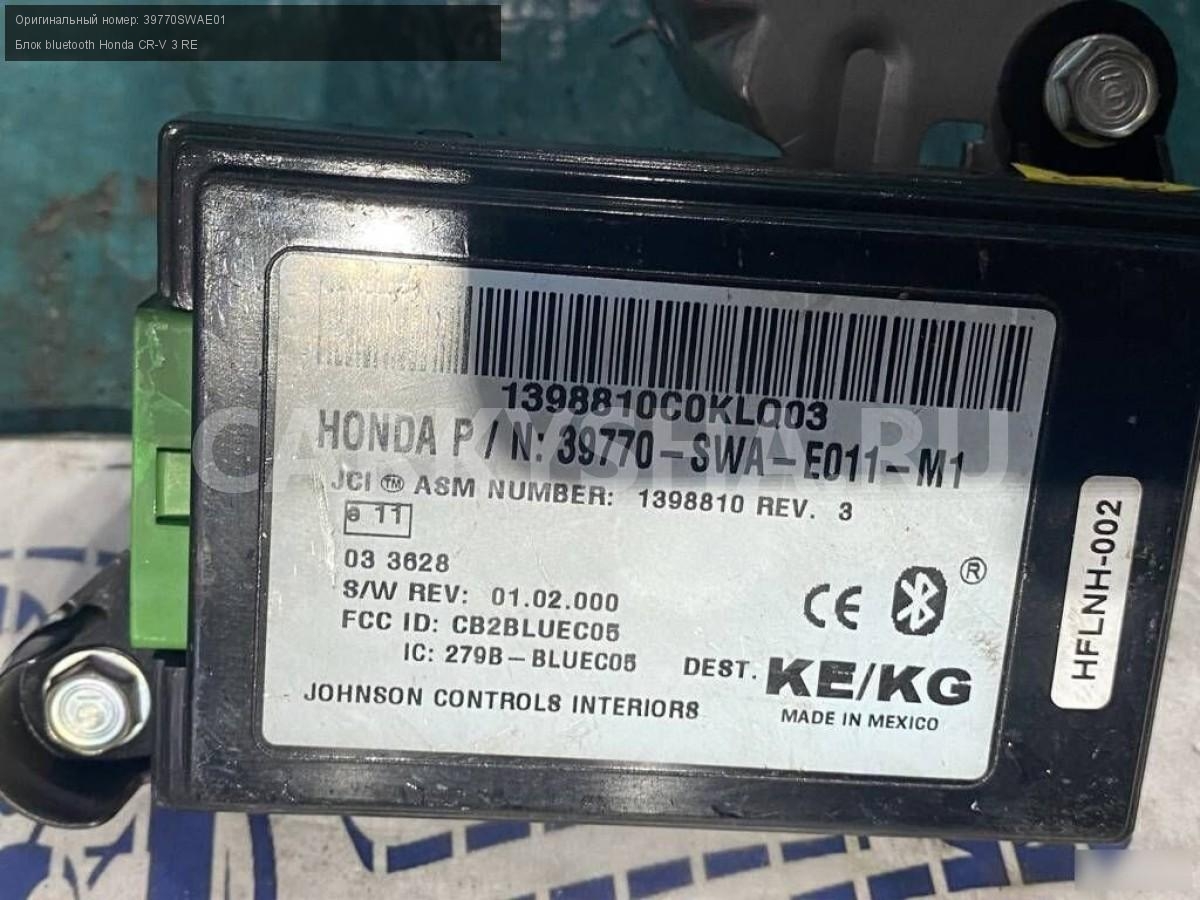 Оригинальный номер: 39770SWAE01
Блок bluetooth Honda CR-V 3 RE
1398810C0KLQ03
HONDA P/N: 39770-SWA-E011-M1
JCI TM ASM NUMBER: 1398810 REV. 3
e 11
03 3628
S/W REV: 01.02.000
FCC ID: CB2BLUEC05
IC: 279B-BLUEC05
CE ®
DEST. KE/KG
JOHNSON CONTROLS INTERIORS
MADE IN MEXICO
HFLNH-002
CARKYSHA.RU